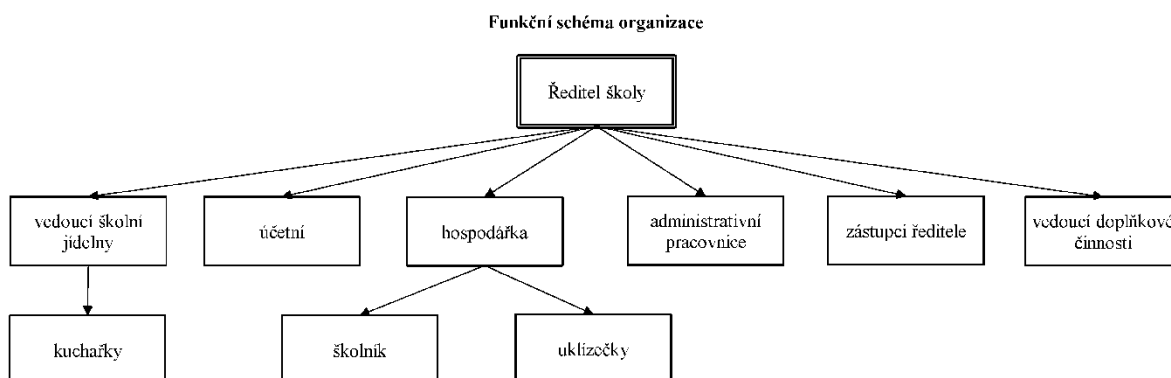 Funkční schéma organizace
Ředitel školy
vedoucí školní
jídelny
účetní
hospodářka
administrativní
pracovnice
zástupci ředitele
vedoucí doplňkové
činnosti
kuchařky
školník
uklízečky